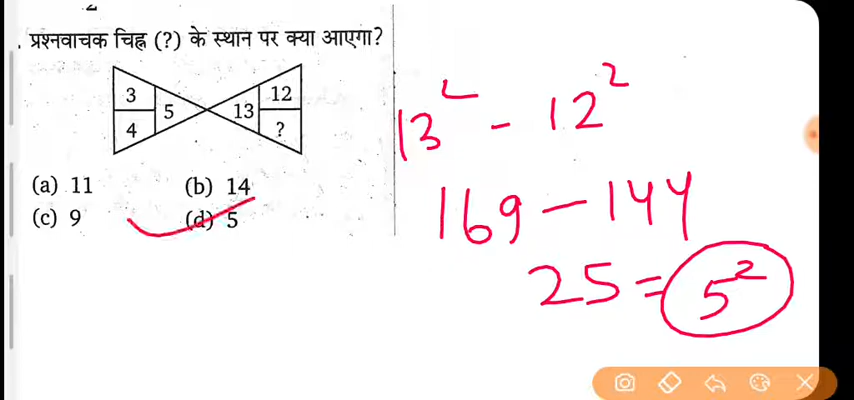 . प्रश्नवाचक चिह्न (?) के स्थान पर क्या आएगा?
3
4
5
13
12
?
(a) 11
(b) 14
(c) 9
(d) 5
13² - 12²
169 - 144
25 = 5²